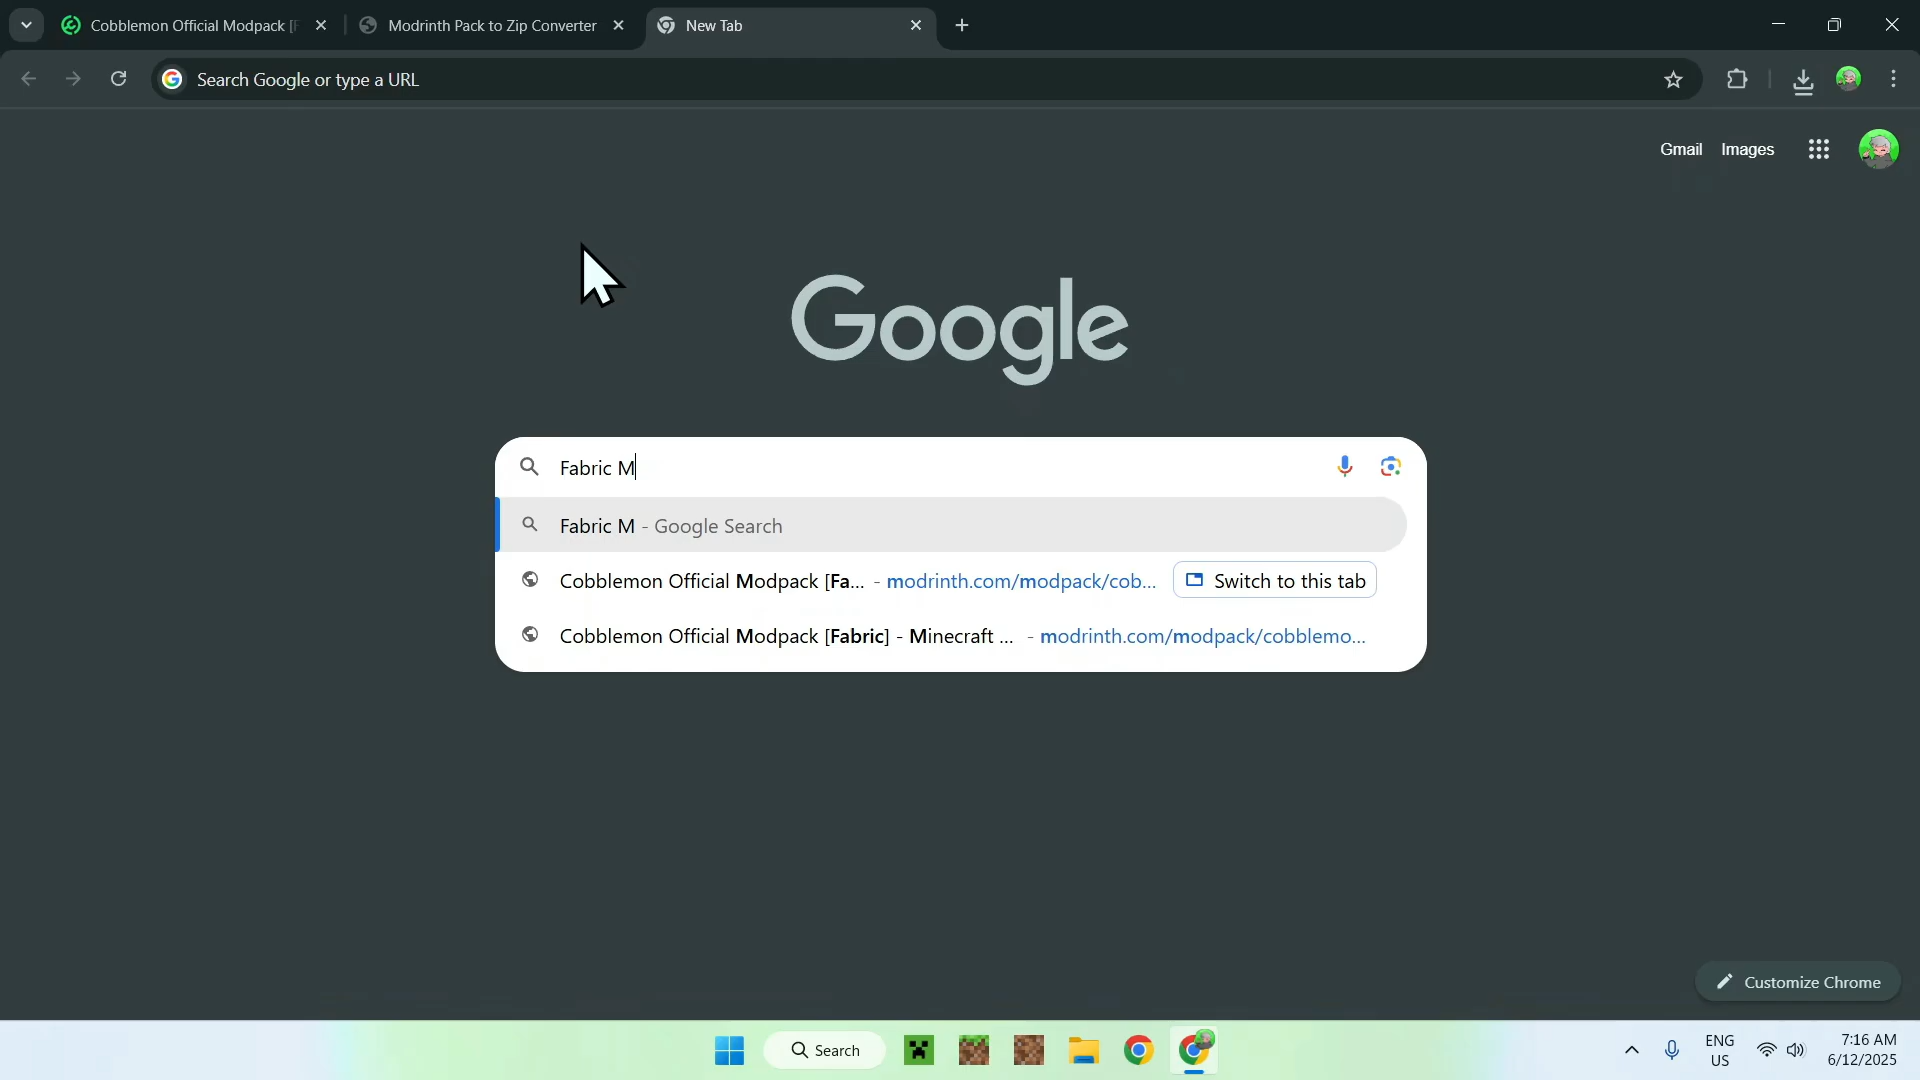 Cobblemon Official Modpack [F
Modrinth Pack to Zip Converter
New Tab
Search Google or type a URL
Gmail
Images
Google
Fabric M
Fabric M - Google Search
Cobblemon Official Modpack [Fa... - modrinth.com/modpack/cob...
Switch to this tab
Cobblemon Official Modpack [Fabric] - Minecraft ... - modrinth.com/modpack/cobblemo...
Customize Chrome
Search
ENG
US
7:16 AM
6/12/2025